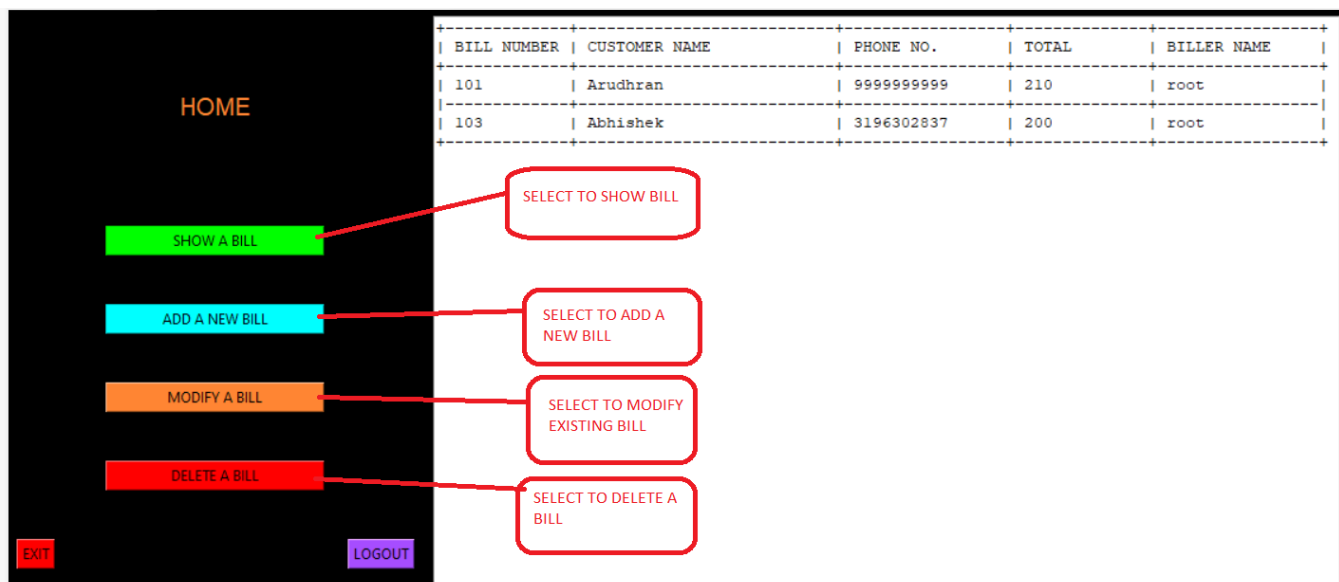 HOME
SHOW A BILL
ADD A NEW BILL
MODIFY A BILL
DELETE A BILL
EXIT
LOGOUT
+-------------+---------------------------+----------------+--------------+----------------+
| BILL NUMBER | CUSTOMER NAME | PHONE NO. | TOTAL | BILLER NAME |
+-------------+---------------------------+----------------+--------------+----------------+
| 101 | Arudhran | 9999999999 | 210 | root |
|-------------+---------------------------+----------------+--------------+----------------|
| 103 | Abhishek | 3196302837 | 200 | root |
+-------------+---------------------------+----------------+--------------+----------------+
SELECT TO SHOW BILL
SELECT TO ADD A
NEW BILL
SELECT TO MODIFY
EXISTING BILL
SELECT TO DELETE A
BILL